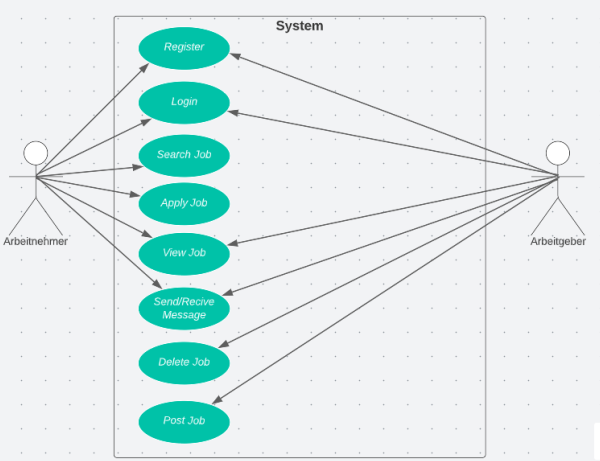 System
Register
Login
Search Job
Apply Job
Arbeitnehmer
Arbeitgeber
View Job
Send/Recive
Message
Delete Job
Post Job